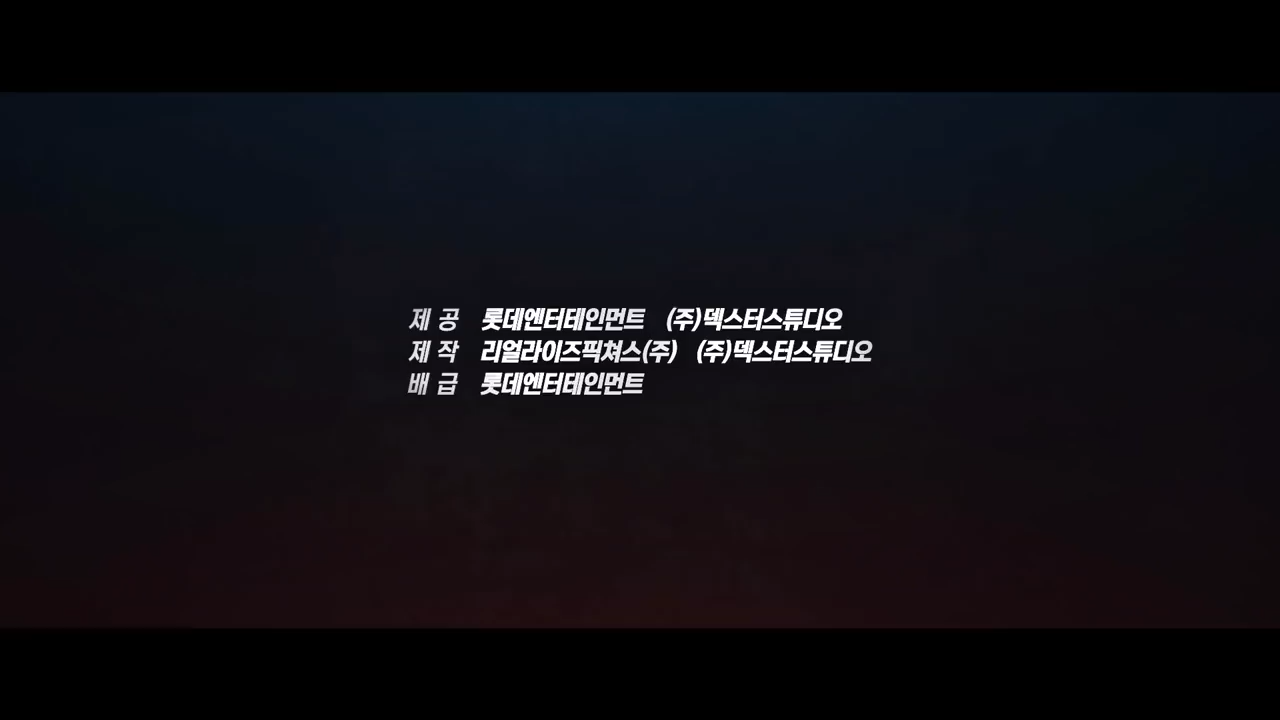 제 공 롯데엔터테인먼트 (주)덱스터스튜디오
제 작 리얼라이즈픽쳐스(주) (주)덱스터스튜디오
배 급 롯데엔터테인먼트